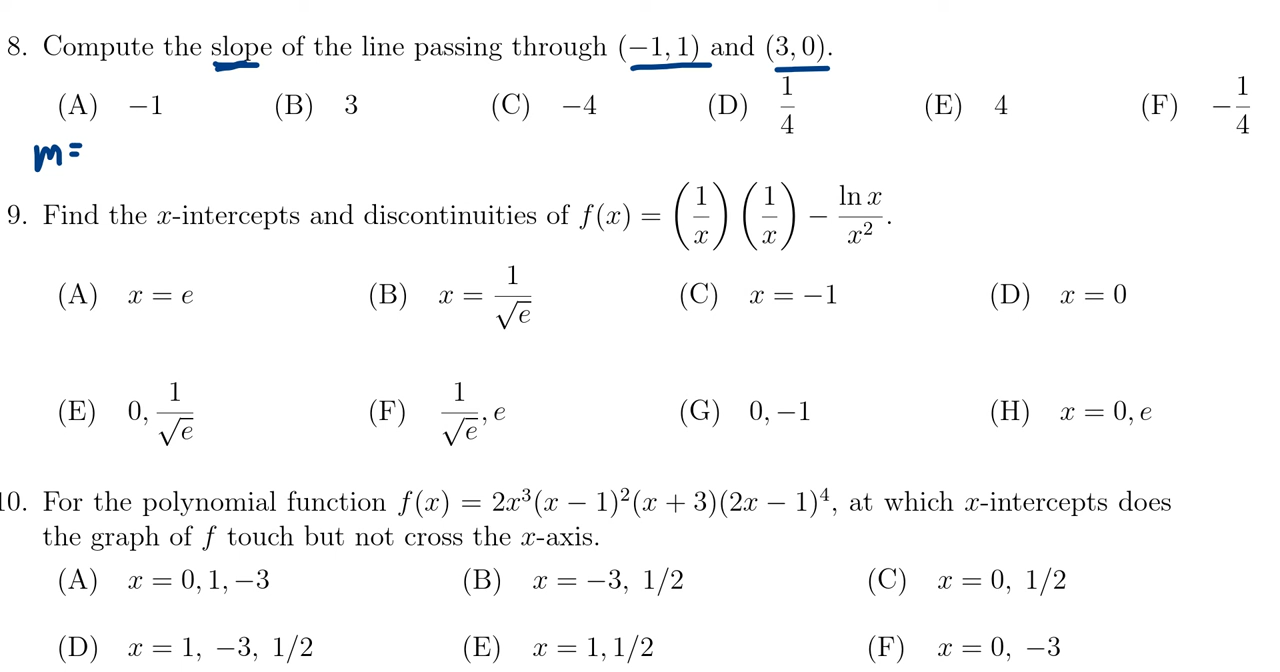 8. Compute the slope of the line passing through (−1, 1) and (3, 0).
(A) −1 (B) 3 (C) −4 (D) 1/4 (E) 4 (F) −1/4
m=
9. Find the x-intercepts and discontinuities of f(x) = (1/x)(1/x) − ln x/x².
(A) x = e (B) x = 1/√e (C) x = −1 (D) x = 0
(E) 0, 1/√e (F) 1/√e, e (G) 0, −1 (H) x = 0, e
10. For the polynomial function f(x) = 2x³(x − 1)²(x + 3)(2x − 1)⁴, at which x-intercepts does
the graph of f touch but not cross the x-axis.
(A) x = 0, 1, −3 (B) x = −3, 1/2 (C) x = 0, 1/2
(D) x = 1, −3, 1/2 (E) x = 1, 1/2 (F) x = 0, −3